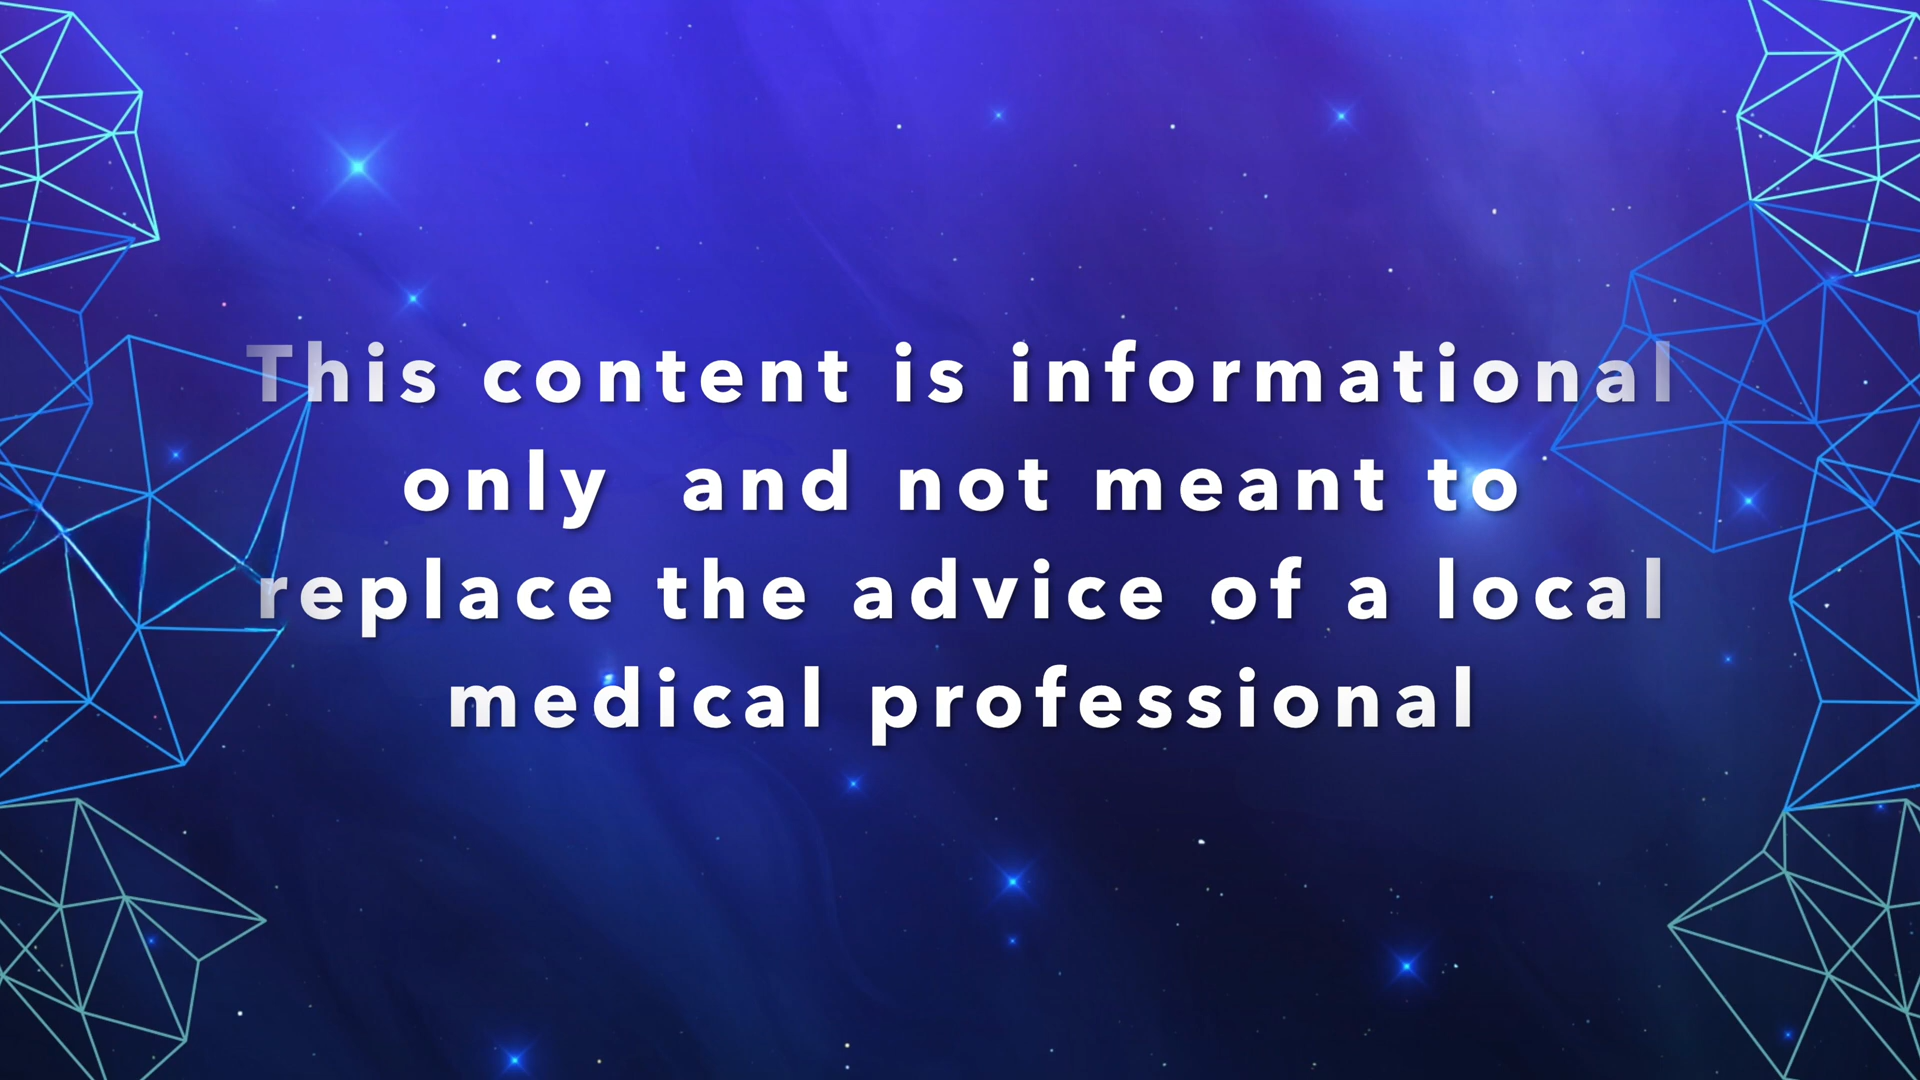 This content is informational
only and not meant to
replace the advice of a local
medical professional